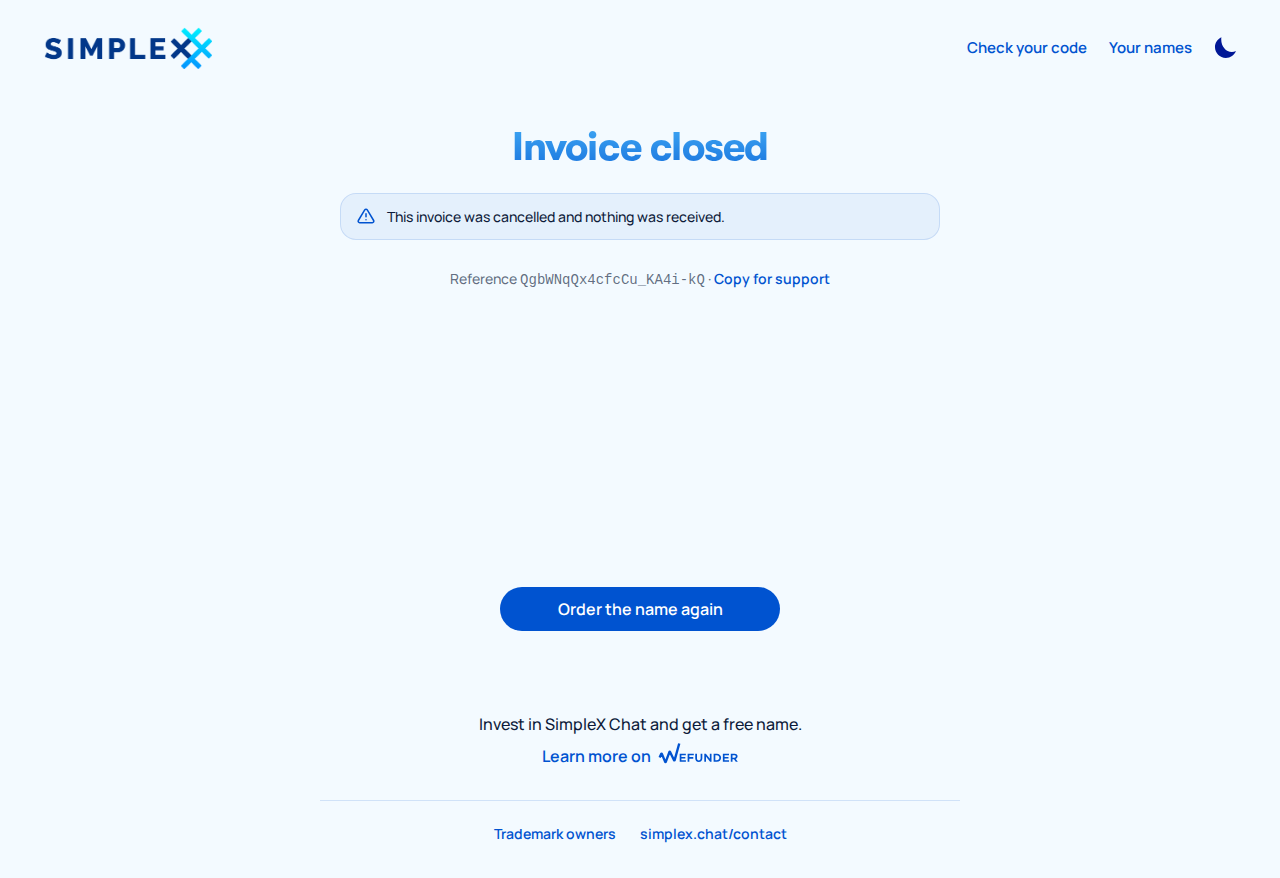 SIMPLEX
Check your code
Your names
Invoice closed
This invoice was cancelled and nothing was received.
Reference QgbWNqQx4cfcCu_KA4i-kQ · Copy for support
Order the name again
Invest in SimpleX Chat and get a free name.
Learn more on WEFUNDER
Trademark owners
simplex.chat/contact